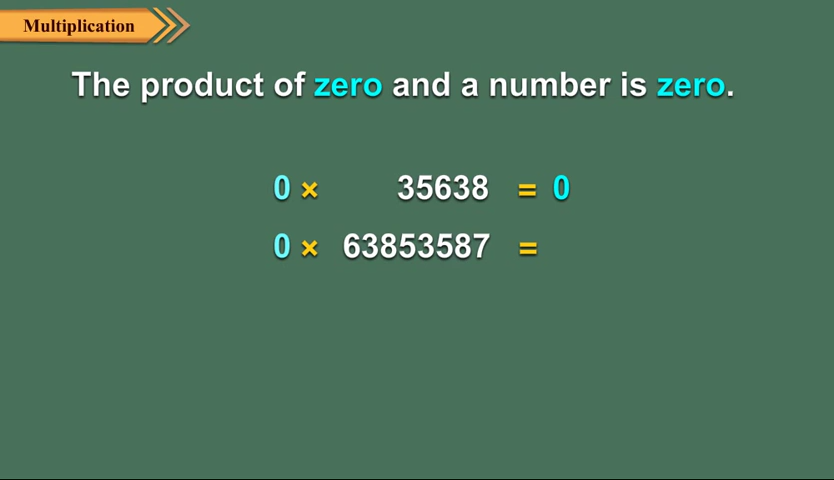 Multiplication
The product of zero and a number is zero.
0 × 35638 = 0
0 × 63853587 =